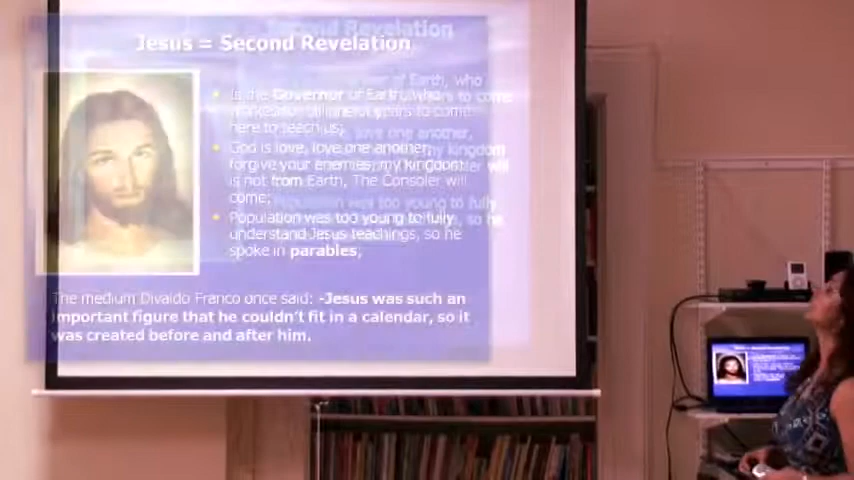 Jesus = Second Revelation
Second Revelation
Is the Governor of Earth, who
here to teach us;
God is love, love one another,
forgive your enemies, my kingdom
is not from Earth, The Consoler will
come;
Population was too young to fully
understand Jesus teachings, so he
spoke in parables;
The medium Divaldo Franco once said: -Jesus was such an
important figure that he couldn't fit in a calendar, so it
was created before and after him.